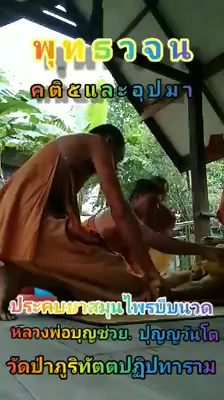 พุทธวจน
คติ๕และอุปมา
ประคบยาสมุนไพรบีบนวด
หลวงพ่อบุญช่วย. ปุญญวันโต
วัดป่าภูริทัตตปฏิปทาราม